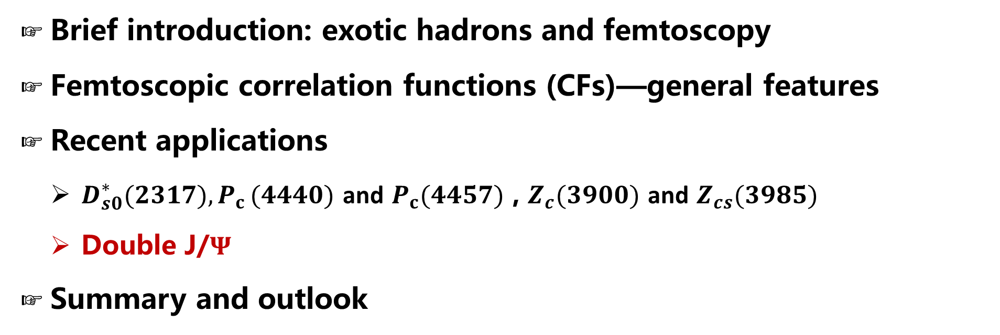 ☞ Brief introduction: exotic hadrons and femtoscopy
☞ Femtoscopic correlation functions (CFs)—general features
☞ Recent applications
➢ $D_{s0}^{*}(2317), P_{c}(4440)$ and $P_{c}(4457)$ , $Z_{c}(3900)$ and $Z_{cs}(3985)$
➢ Double J/Ψ
☞ Summary and outlook